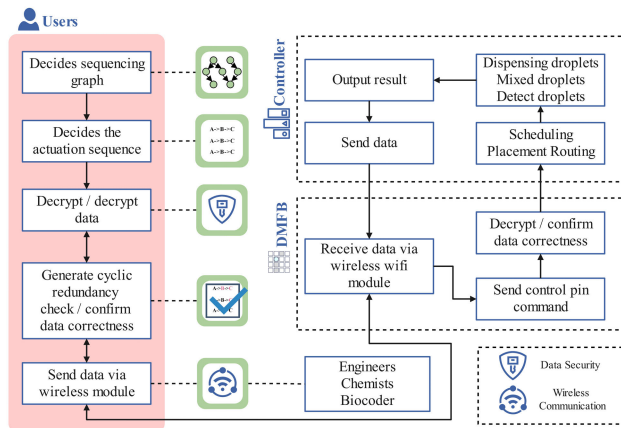 Users
Decides sequencing
graph
Decides the
actuation sequence
A->B->C
A->B->C
A->B->C
Decrypt / decrypt
data
Generate cyclic
redundancy
check / confirm
data correctness
A->B->C
A->B->C
A->B->C
Send data via
wireless module
Controller
Output result
Send data
Dispensing droplets
Mixed droplets
Detect droplets
Scheduling
Placement Routing
DMFB
Receive data via
wireless wifi
module
Decrypt / confirm
data correctness
Send control pin
command
Engineers
Chemists
Biocoder
Data Security
Wireless
Communication